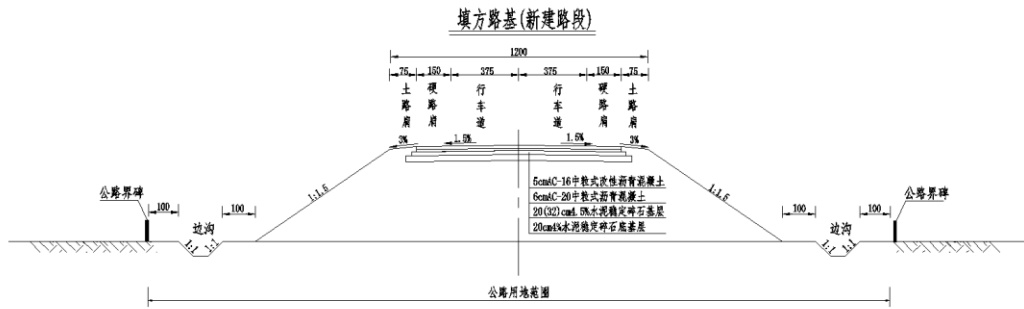 填方路基(新建路段)
1200
75 150 375 375 150 75
土路肩 硬路肩 行车道 行车道 硬路肩 土路肩
3% 1.5% 1.5% 3%
5cmAC-16中粒式改性沥青混凝土
6cmAC-20中粒式沥青混凝土
20(32)cm4.5%水泥稳定碎石基层
20cm4%水泥稳定碎石底基层
1:1.5 1:1.5
公路界碑 公路界碑
100 100 100 100
边沟 边沟
1:1 1:1 1:1 1:1
公路用地范围